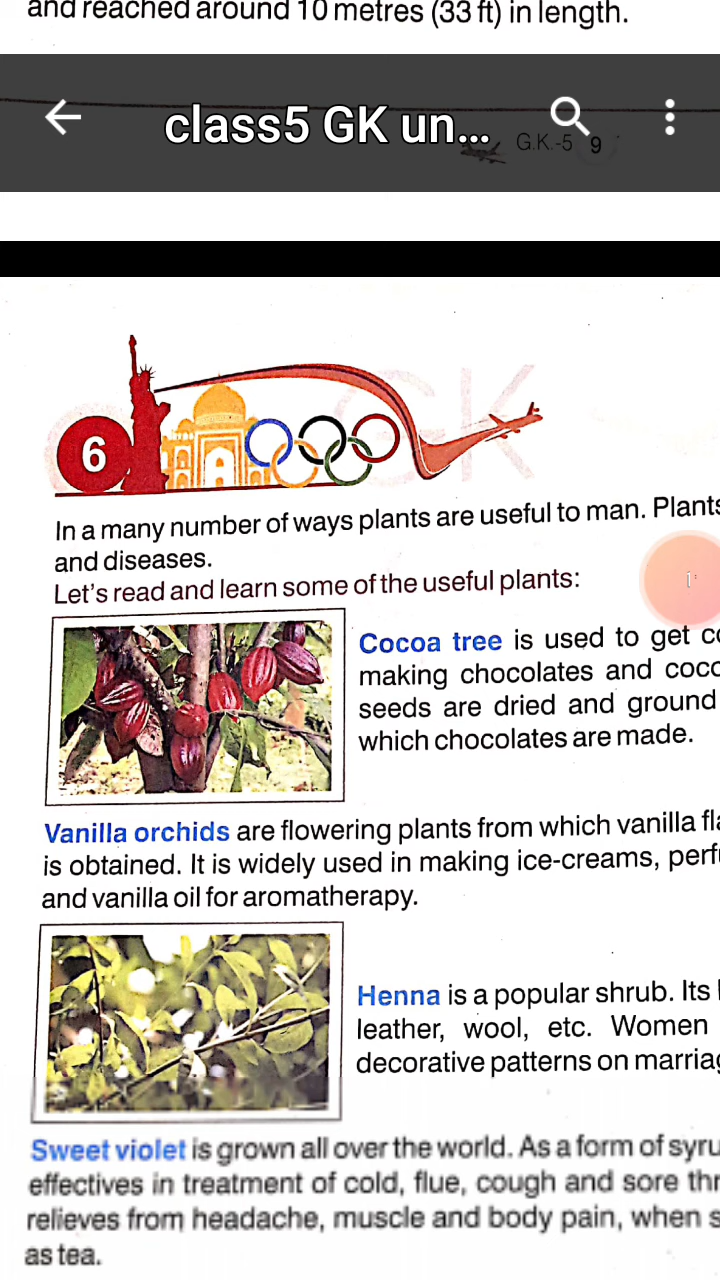 and reached around 10 metres (33 ft) in length.
class5 GK un...
G.K.-5 9
GK
6
In a many number of ways plants are useful to man. Plants
and diseases.
Let's read and learn some of the useful plants:
Cocoa tree is used to get
making chocolates and
seeds are dried and ground
which chocolates are made.
Vanilla orchids are flowering plants from which vanilla
is obtained. It is widely used in making ice-creams,
and vanilla oil for aromatherapy.
Henna is a popular shrub. Its
leather, wool, etc. Women
decorative patterns on
Sweet violet is grown all over the world. As a form of
effectives in treatment of cold, flue, cough and sore
relieves from headache, muscle and body pain, when
as tea.